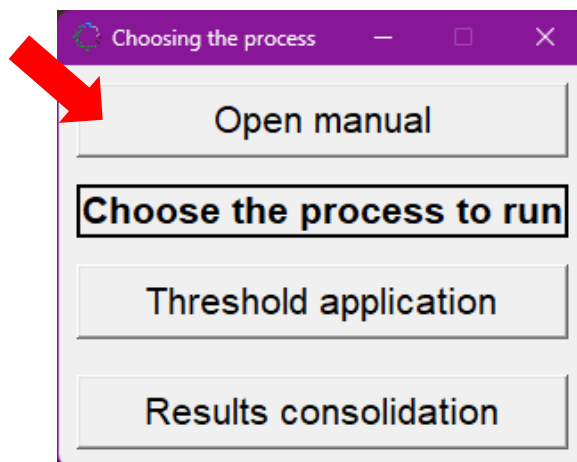 Choosing the process
Open manual
Choose the process to run
Threshold application
Results consolidation